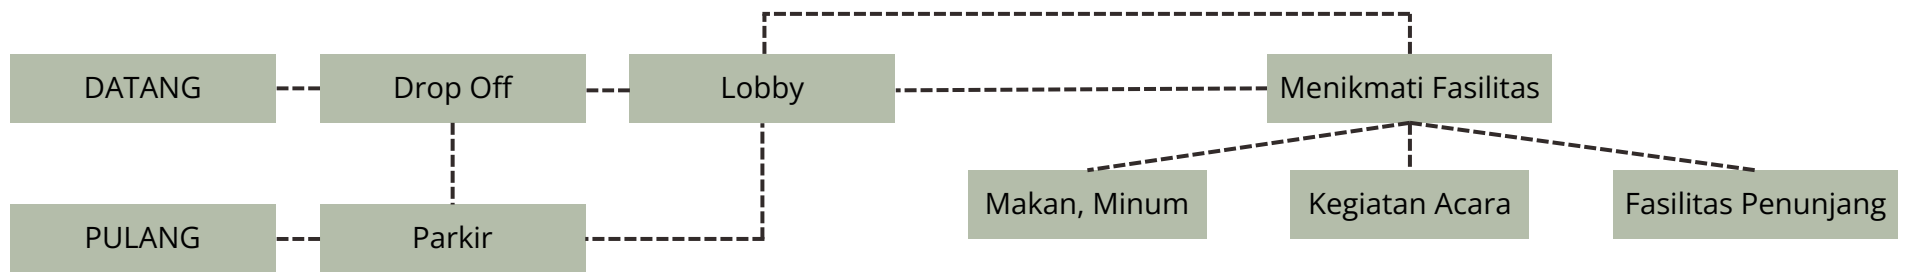 DATANG
Drop Off
Lobby
Menikmati Fasilitas
Makan, Minum
Kegiatan Acara
Fasilitas Penunjang
PULANG
Parkir